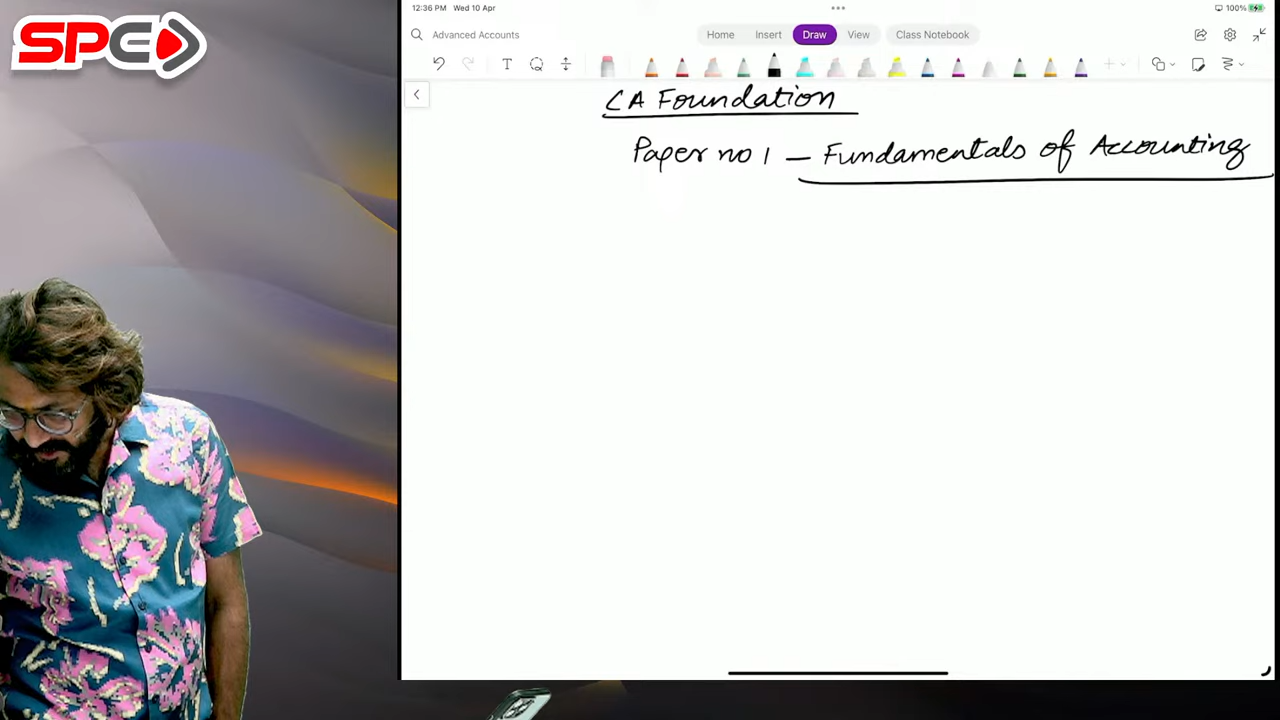 SPC
12:36 PM Wed 10 Apr
100%
Advanced Accounts
Home Insert Draw View Class Notebook
CA Foundation
Paper no 1 — Fundamentals of Accounting